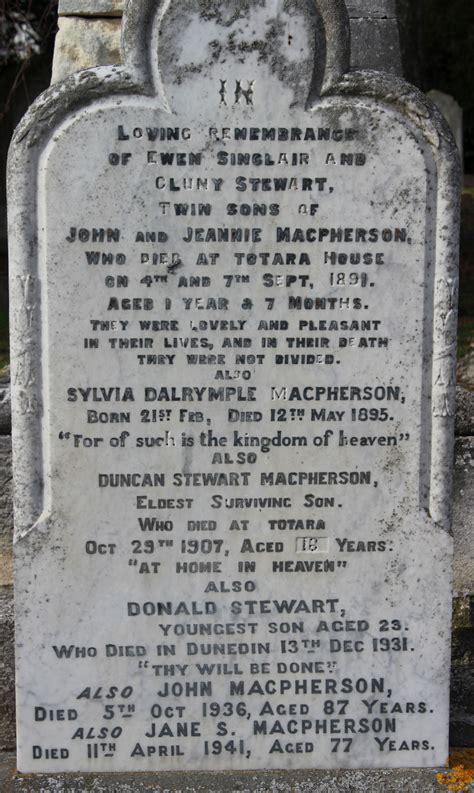 IN
LOVING REMEMBRANCE
OF EWEN SINCLAIR AND
CLUNY STEWART,
TWIN SONS OF
JOHN AND JEANNIE MACPHERSON,
WHO DIED AT TOTARA HOUSE
ON 4TH AND 7TH SEPT, 1891.
AGED 1 YEAR & 7 MONTHS.
THEY WERE LOVELY AND PLEASANT
IN THEIR LIVES, AND IN THEIR DEATH
THEY WERE NOT DIVIDED.
ALSO
SYLVIA DALRYMPLE MACPHERSON,
BORN 21ST FEB, DIED 12TH MAY 1895.
"For of such is the kingdom of heaven"
ALSO
DUNCAN STEWART MACPHERSON,
ELDEST SURVIVING SON.
WHO DIED AT TOTARA
OCT 29TH 1907, AGED 18 YEARS.
"AT HOME IN HEAVEN"
ALSO
DONALD STEWART,
YOUNGEST SON AGED 23.
WHO DIED IN DUNEDIN 13TH DEC 1931.
"THY WILL BE DONE"
ALSO JOHN MACPHERSON,
DIED 5TH OCT 1936, AGED 87 YEARS.
ALSO JANE S. MACPHERSON
DIED 11TH APRIL 1941, AGED 77 YEARS.